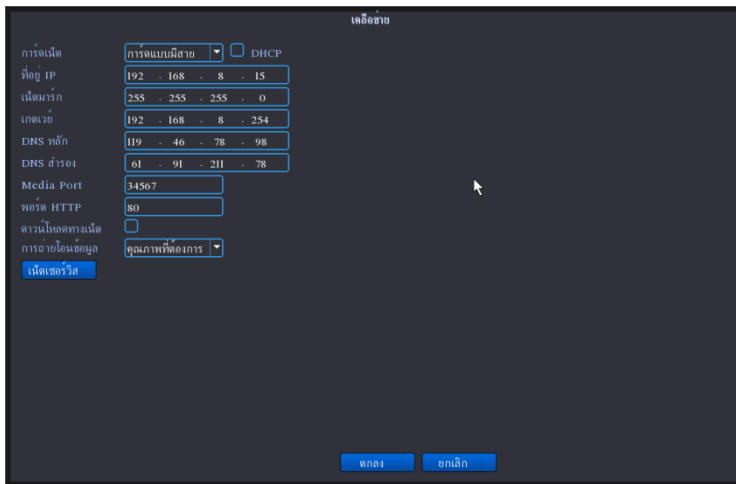 เคลือข่าย
การ์ดเน็ต การ์ดแบบมีสาย DHCP
ที่อยู่ IP 192 . 168 . 8 . 15
เน็ตมาร์ก 255 . 255 . 255 . 0
เกตเวย์ 192 . 168 . 8 . 254
DNS หลัก 119 . 46 . 78 . 98
DNS สำรอง 61 . 91 . 211 . 78
Media Port 34567
พอร์ต HTTP 80
ดาวน์โหลดทางเน็ต
การถ่ายโอนข้อมูล คุณภาพที่ต้องการ
เน็ตเซอร์วิส
ตกลง ยกเลิก